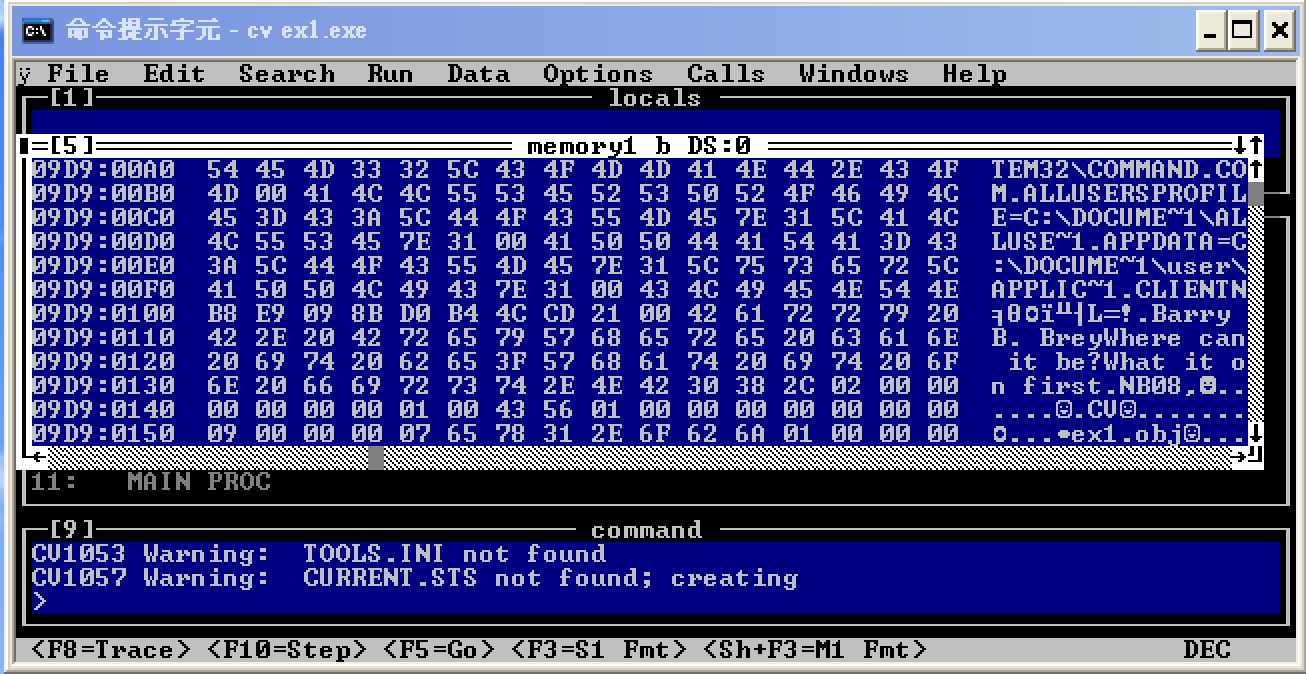 命令提示字元 - cv ex1.exe
File Edit Search Run Data Options Calls Windows Help
[1] locals
[5] memory1 b DS:0
09D9:00A0 54 45 4D 33 32 5C 43 4F 4D 4D 41 4E 44 2E 43 4F TEM32\COMMAND.CO
09D9:00B0 4D 00 41 4C 4C 55 53 45 52 53 50 52 4F 46 49 4C M.ALLUSERSPROFIL
09D9:00C0 45 3D 43 3A 5C 44 4F 43 55 4D 45 7E 31 5C 41 4C E=C:\DOCUME~1\AL
09D9:00D0 4C 55 53 45 7E 31 00 41 50 50 44 41 54 41 3D 43 LUSE~1.APPDATA=C
09D9:00E0 3A 5C 44 4F 43 55 4D 45 7E 31 5C 75 73 65 72 5C :\DOCUME~1\user\
09D9:00F0 41 50 50 4C 49 43 7E 31 00 43 4C 49 45 4E 54 4E APPLIC~1.CLIENTN
09D9:0100 B8 E9 09 8B D0 B4 4C CD 21 00 42 61 72 72 79 20 ╕Θ○ï╨┤L═!.Barry
09D9:0110 42 2E 20 42 72 65 79 57 68 65 72 65 20 63 61 6E B. BreyWhere can
09D9:0120 20 69 74 20 62 65 3F 57 68 61 74 20 69 74 20 6F it be?What it o
09D9:0130 6E 20 66 69 72 73 74 2E 4E 42 30 38 2C 02 00 00 n first.NB08,☻..
09D9:0140 00 00 00 00 01 00 43 56 01 00 00 00 00 00 00 00 ....☺.CV☺.......
09D9:0150 09 00 00 00 07 65 78 31 2E 6F 62 6A 01 00 00 00 ○...•ex1.obj☺...
11: MAIN PROC
[9] command
CV1053 Warning: TOOLS.INI not found
CV1057 Warning: CURRENT.STS not found; creating
>
<F8=Trace> <F10=Step> <F5=Go> <F3=S1 Fmt> <Sh+F3=M1 Fmt> DEC